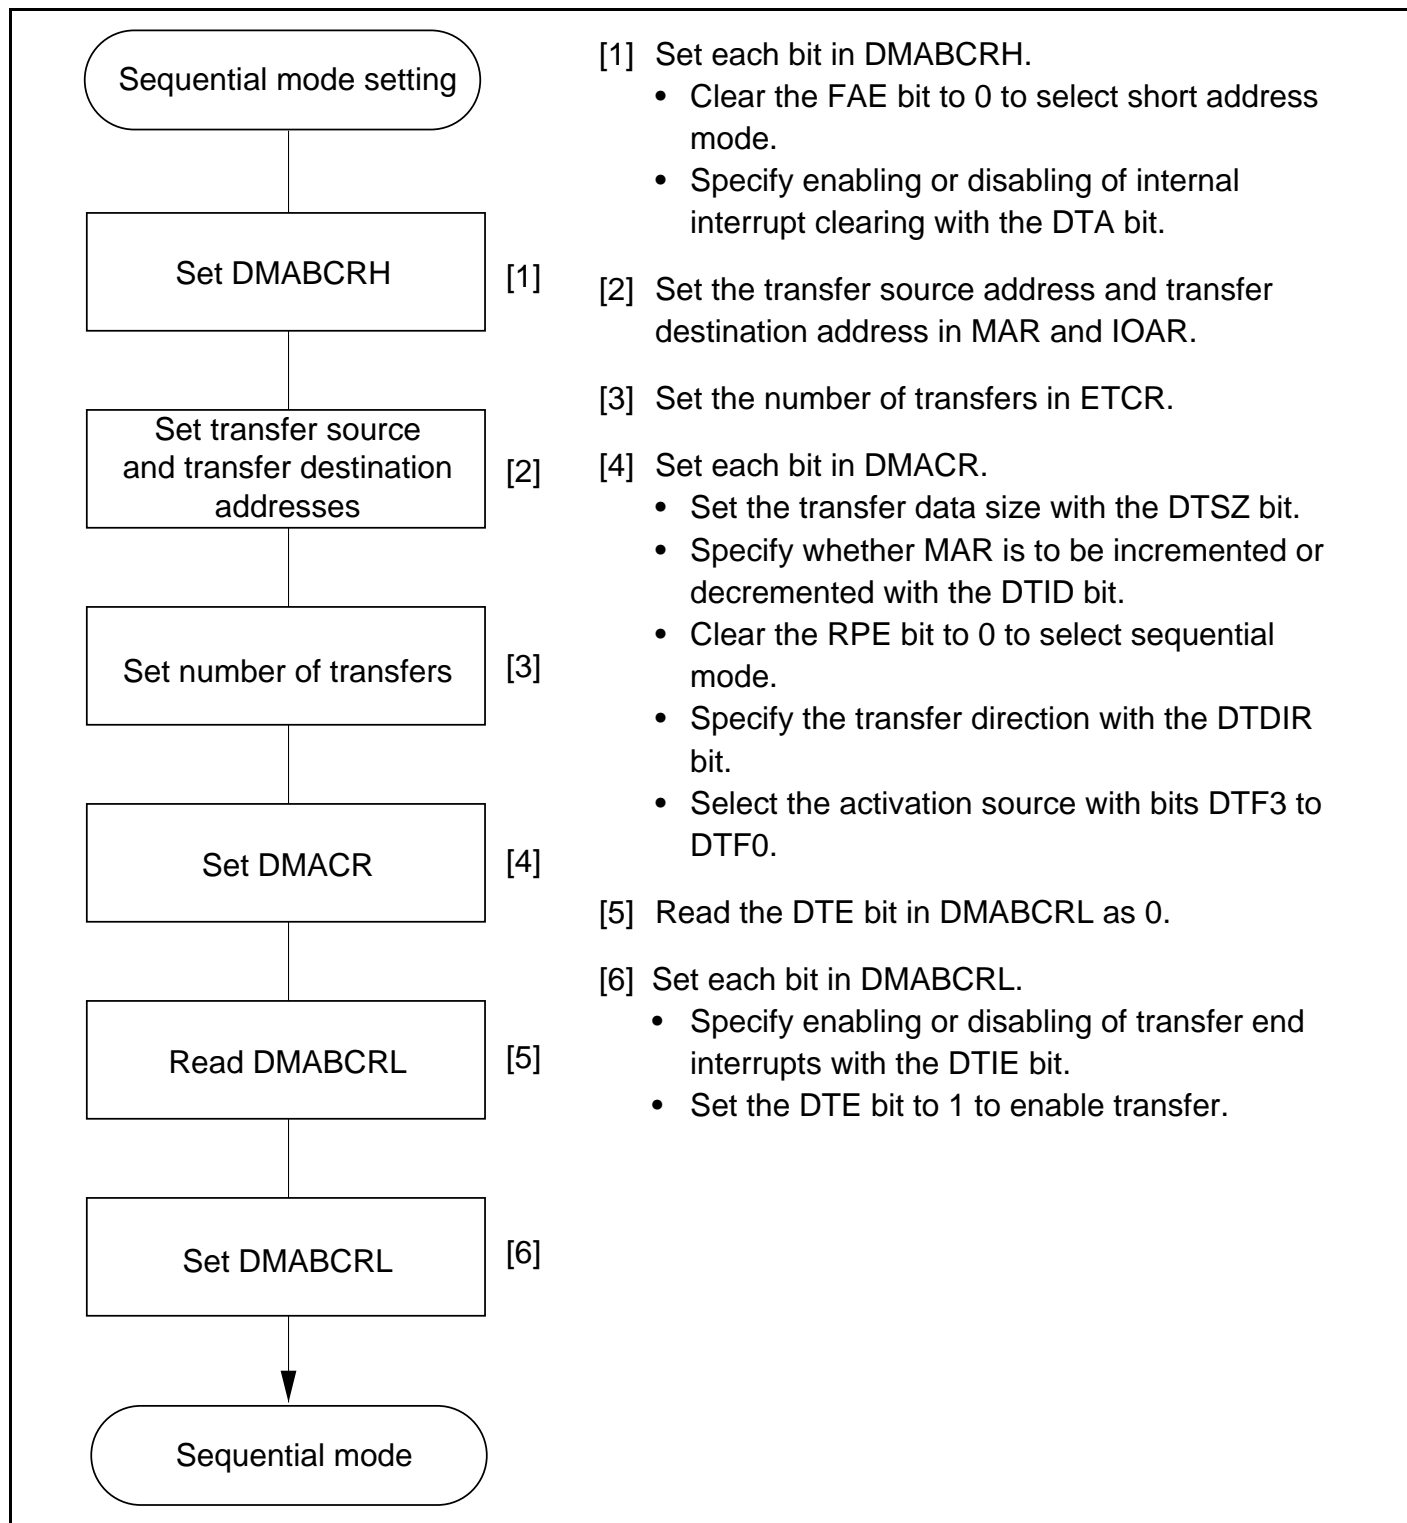 Sequential mode setting
Set DMABCRH
[1]
Set transfer source
and transfer destination
addresses
[2]
Set number of transfers
[3]
Set DMACR
[4]
Read DMABCRL
[5]
Set DMABCRL
[6]
Sequential mode
[1] Set each bit in DMABCRH.
• Clear the FAE bit to 0 to select short address
mode.
• Specify enabling or disabling of internal
interrupt clearing with the DTA bit.
[2] Set the transfer source address and transfer
destination address in MAR and IOAR.
[3] Set the number of transfers in ETCR.
[4] Set each bit in DMACR.
• Set the transfer data size with the DTSZ bit.
• Specify whether MAR is to be incremented or
decremented with the DTID bit.
• Clear the RPE bit to 0 to select sequential
mode.
• Specify the transfer direction with the DTDIR
bit.
• Select the activation source with bits DTF3 to
DTF0.
[5] Read the DTE bit in DMABCRL as 0.
[6] Set each bit in DMABCRL.
• Specify enabling or disabling of transfer end
interrupts with the DTIE bit.
• Set the DTE bit to 1 to enable transfer.